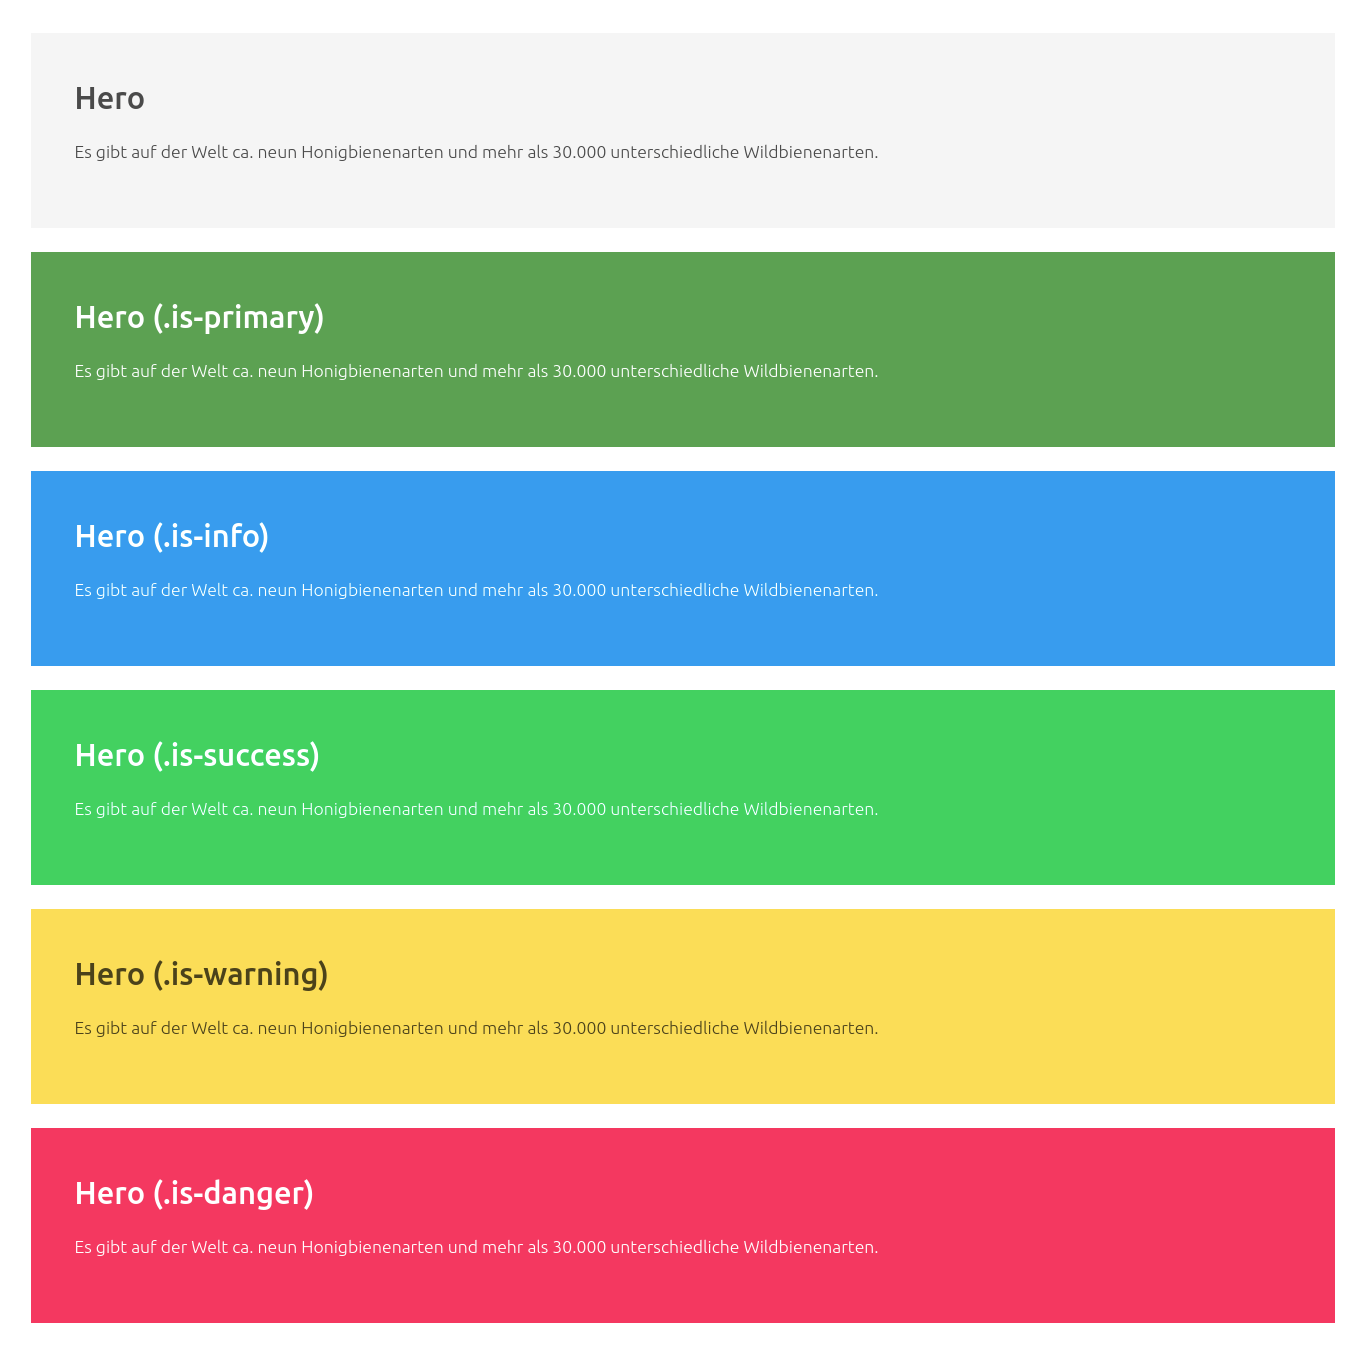 Hero
Es gibt auf der Welt ca. neun Honigbienenarten und mehr als 30.000 unterschiedliche Wildbienenarten.
Hero (.is-primary)
Es gibt auf der Welt ca. neun Honigbienenarten und mehr als 30.000 unterschiedliche Wildbienenarten.
Hero (.is-info)
Es gibt auf der Welt ca. neun Honigbienenarten und mehr als 30.000 unterschiedliche Wildbienenarten.
Hero (.is-success)
Es gibt auf der Welt ca. neun Honigbienenarten und mehr als 30.000 unterschiedliche Wildbienenarten.
Hero (.is-warning)
Es gibt auf der Welt ca. neun Honigbienenarten und mehr als 30.000 unterschiedliche Wildbienenarten.
Hero (.is-danger)
Es gibt auf der Welt ca. neun Honigbienenarten und mehr als 30.000 unterschiedliche Wildbienenarten.